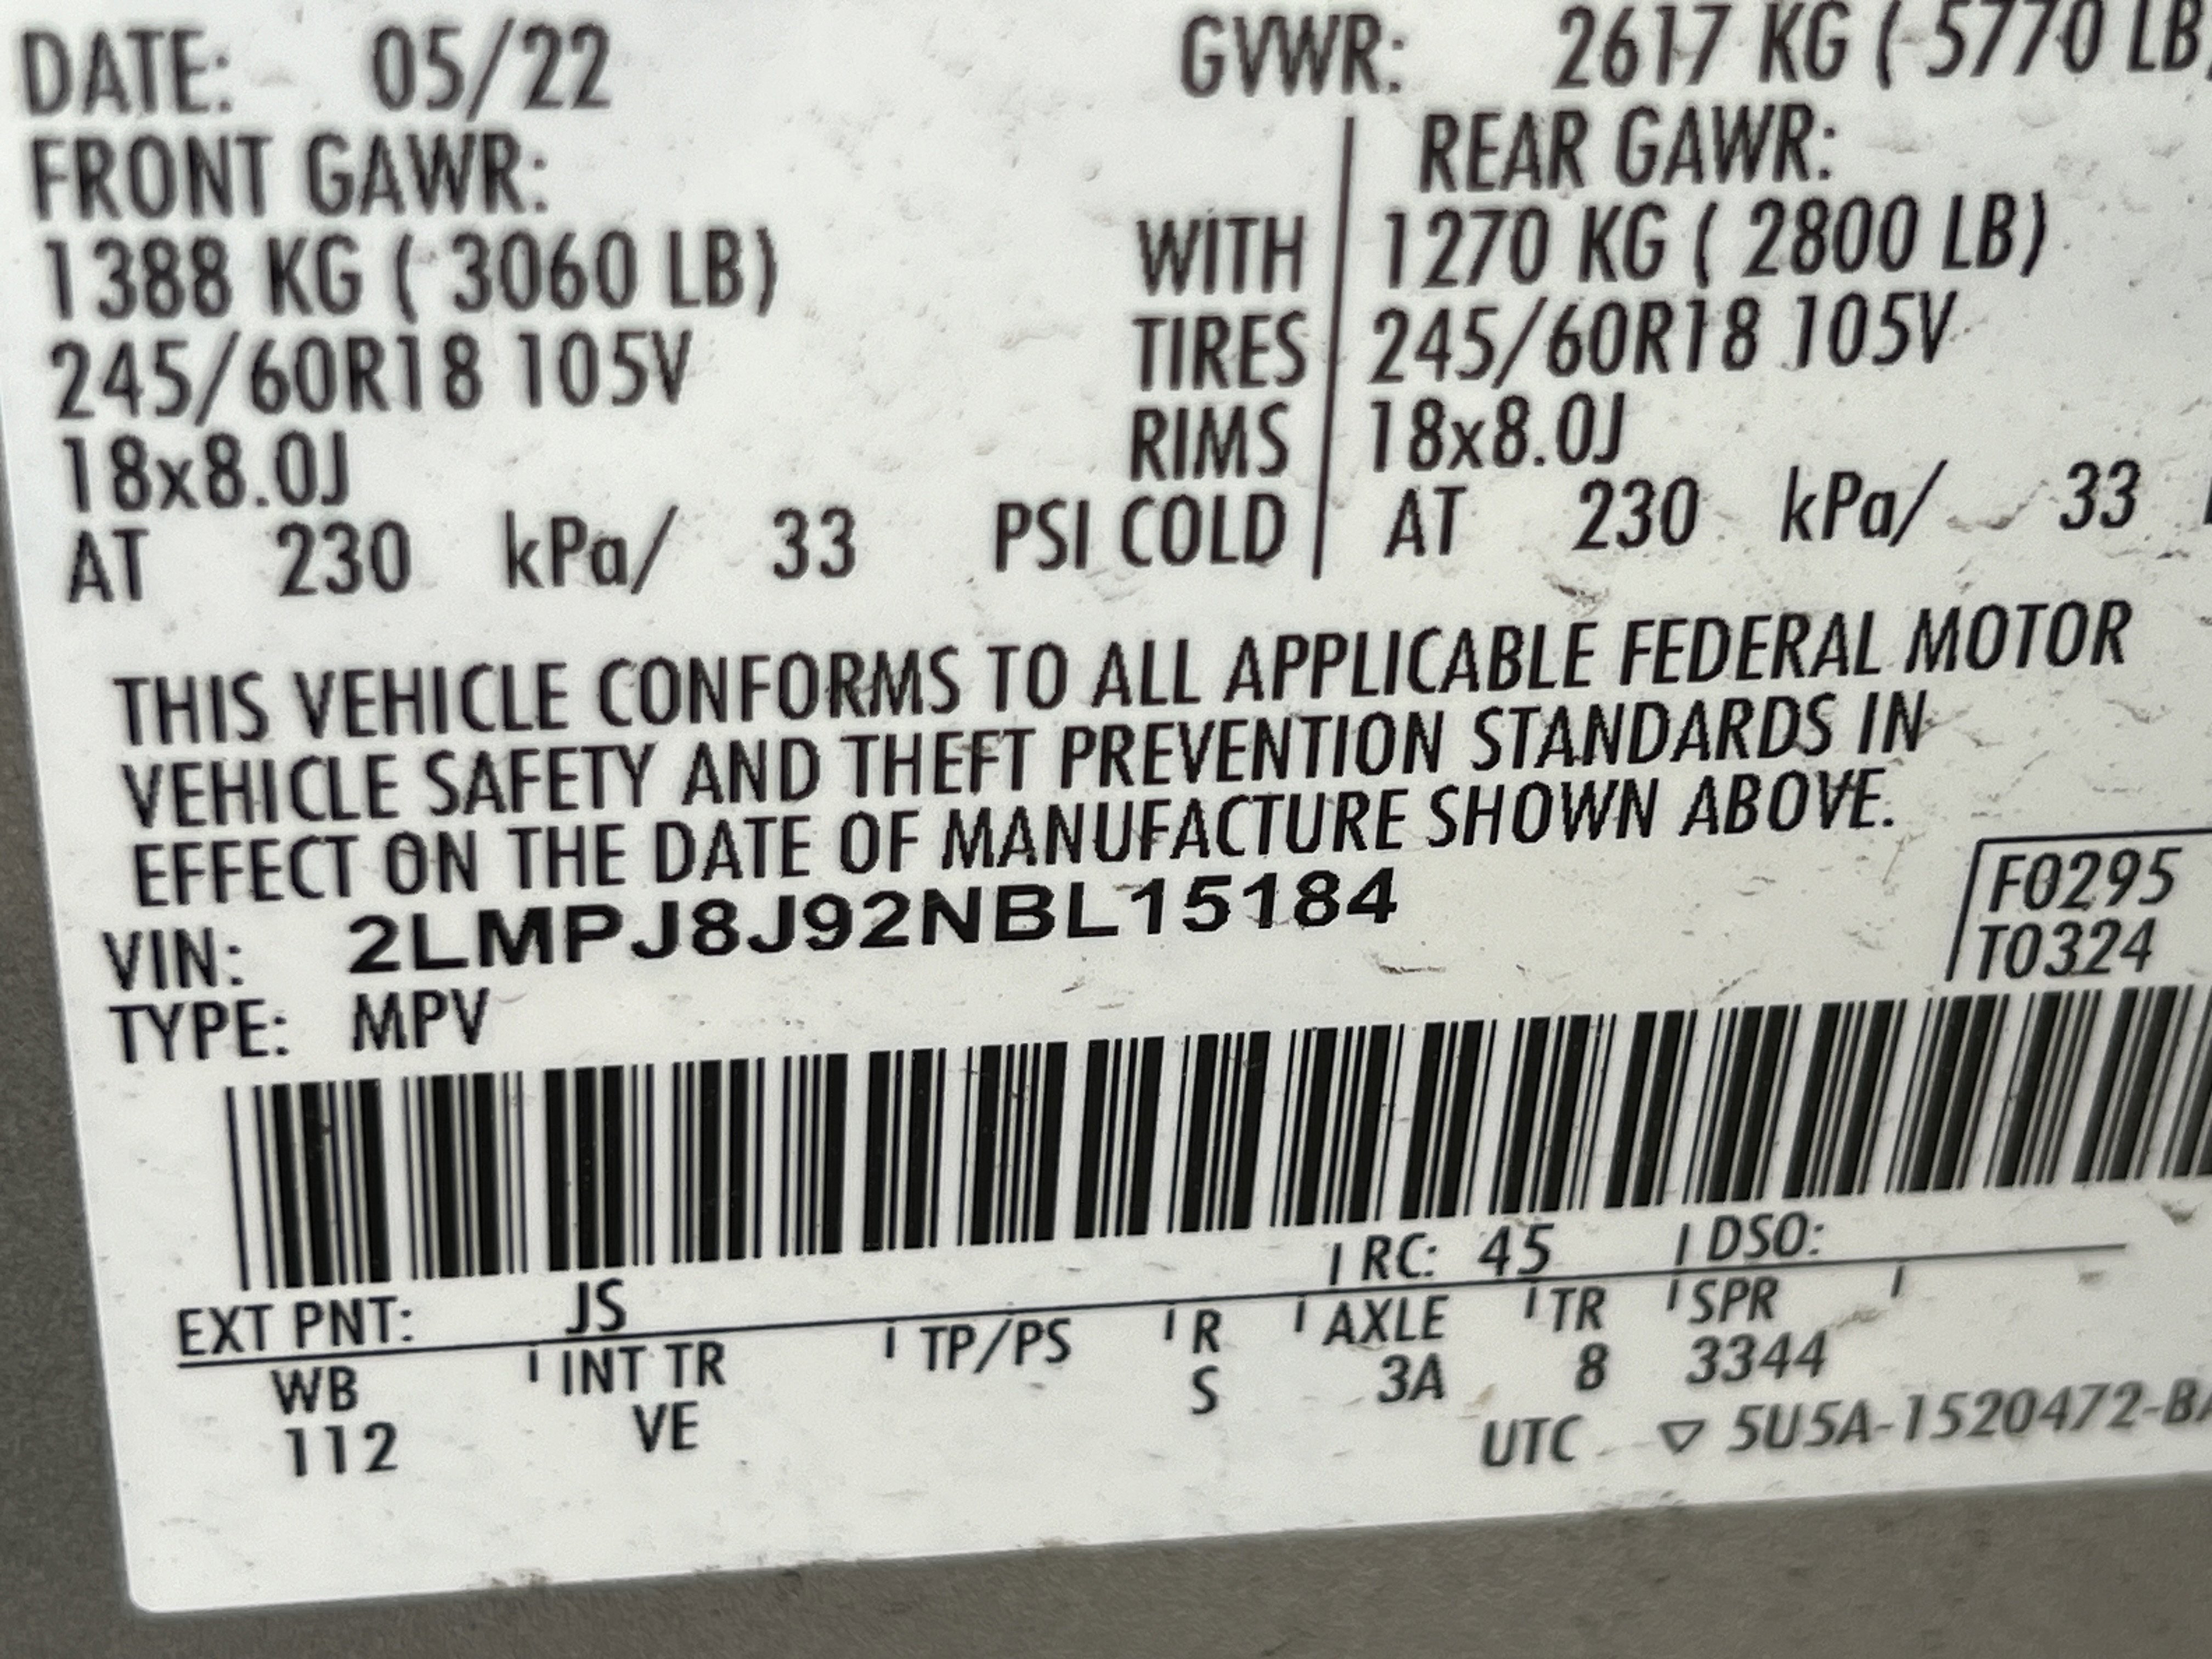 DATE: 05/22 GVWR: 2617 KG ( 5770 LB
FRONT GAWR: REAR GAWR:
1388 KG ( 3060 LB) WITH 1270 KG ( 2800 LB)
245/60R18 105V TIRES 245/60R18 105V
18x8.0J RIMS 18x8.0J
AT 230 kPa/ 33 PSI COLD AT 230 kPa/ 33
THIS VEHICLE CONFORMS TO ALL APPLICABLE FEDERAL MOTOR
VEHICLE SAFETY AND THEFT PREVENTION STANDARDS IN
EFFECT ON THE DATE OF MANUFACTURE SHOWN ABOVE.
VIN: 2LMPJ8J92NBL15184
F0295
T0324
TYPE: MPV
EXT PNT: JS RC: 45 DSO:
WB INT TR TP/PS R AXLE TR SPR
112 VE S 3A 8 3344
UTC ▽ 5U5A-1520472-BA